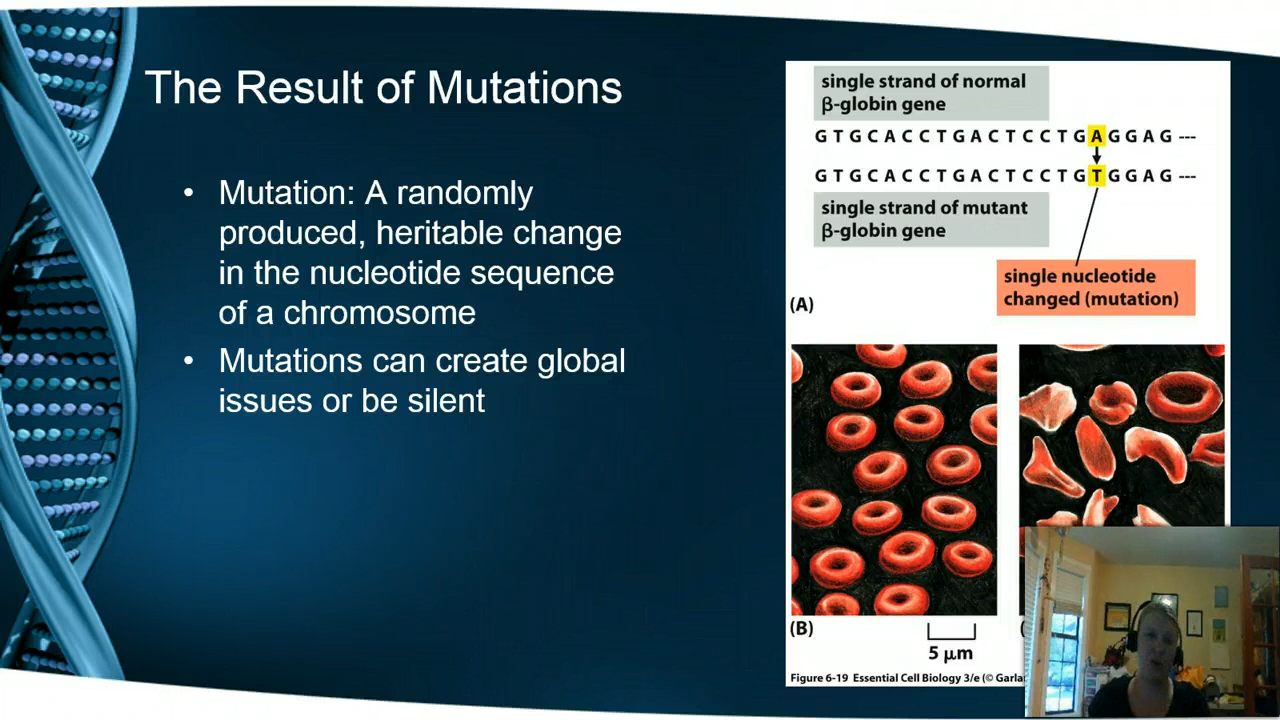 The Result of Mutations
• Mutation: A randomly
produced, heritable change
in the nucleotide sequence
of a chromosome
• Mutations can create global
issues or be silent
single strand of normal
β-globin gene
G T G C A C C T G A C T C C T G A G G A G ---
G T G C A C C T G A C T C C T G T G G A G ---
single strand of mutant
β-globin gene
single nucleotide
changed (mutation)
(A)
(B)
5 μm
Figure 6-19 Essential Cell Biology 3/e (©